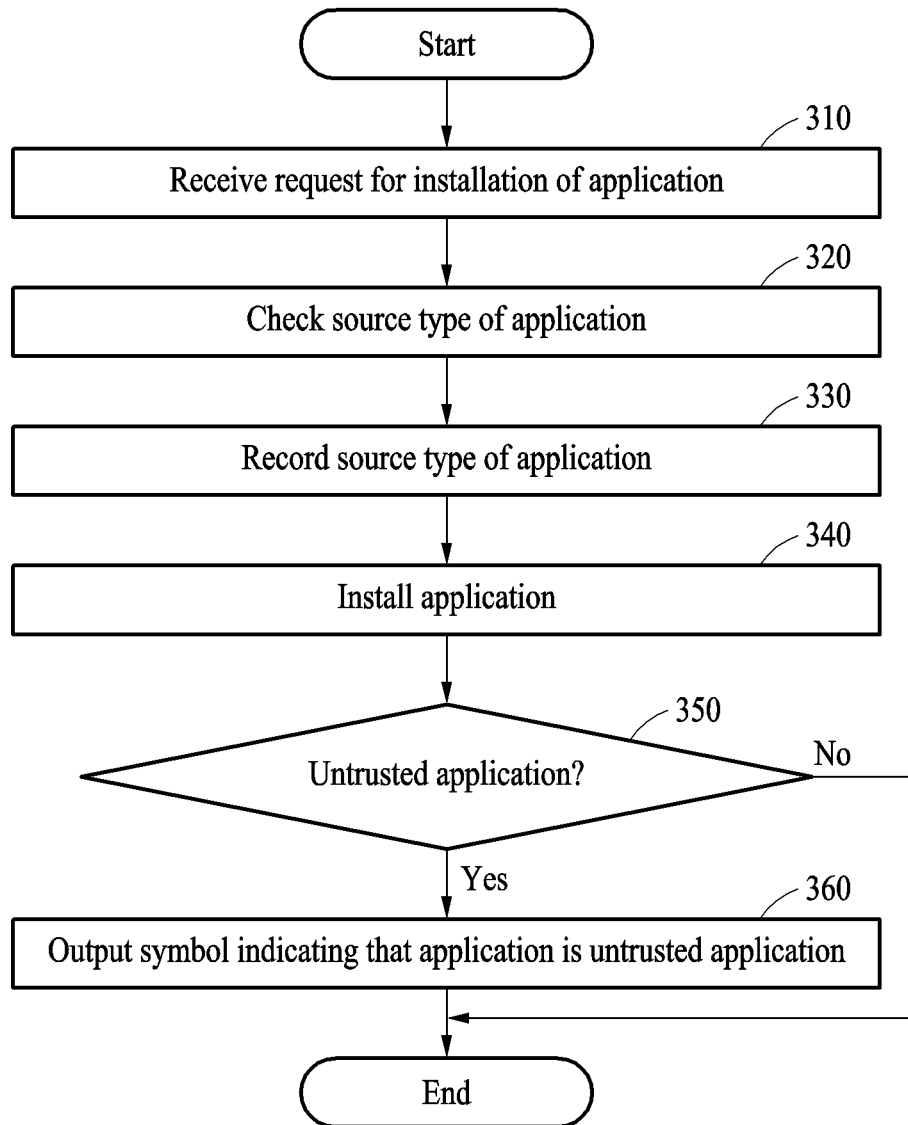 Start
310
Receive request for installation of application
320
Check source type of application
330
Record source type of application
340
Install application
350
Untrusted application?
No
Yes
360
Output symbol indicating that application is untrusted application
End